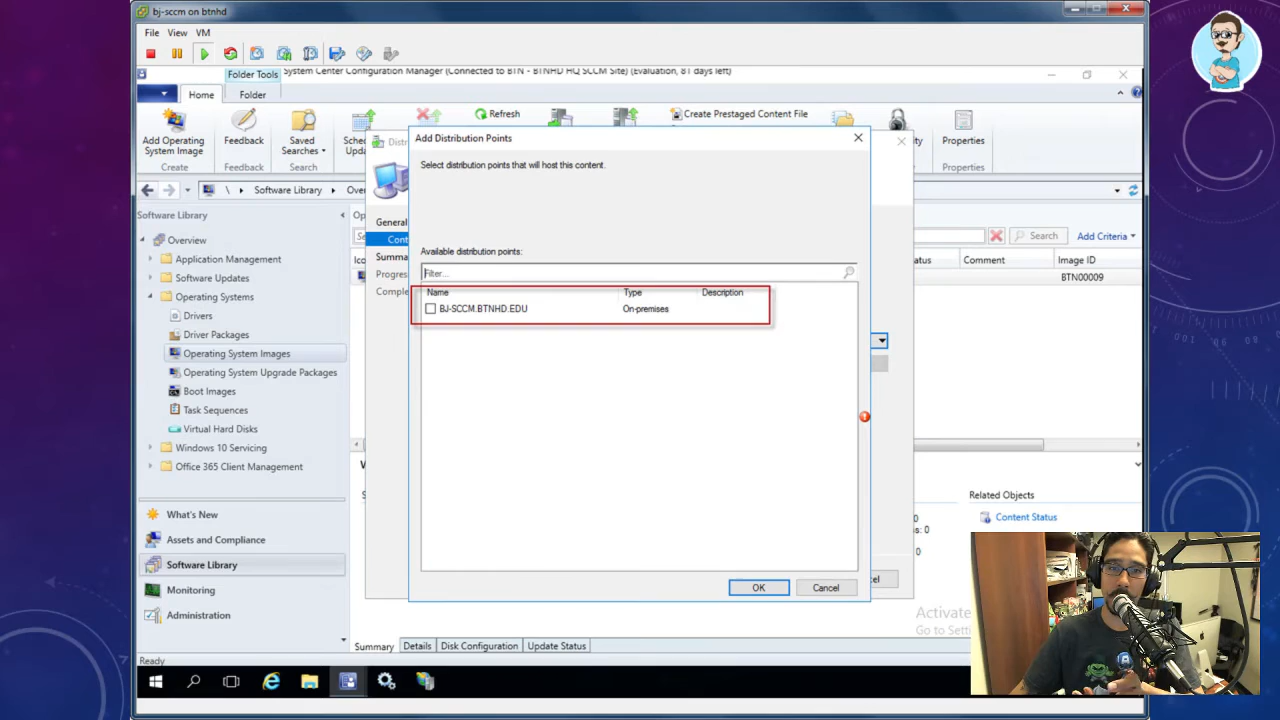 bj-sccm on btnhd
File View VM
Folder Tools System Center Configuration Manager (Connected to BTN - BTNHD HQ SCCM Site) (Evaluation, 81 days left)
Home Folder
Refresh Create Prestaged Content File
Add Operating System Image
Feedback
Saved Searches
Properties
Create Feedback Search Properties
\ Software Library
Software Library
Overview
Application Management
Software Updates
Operating Systems
Drivers
Driver Packages
Operating System Images
Operating System Upgrade Packages
Boot Images
Task Sequences
Virtual Hard Disks
Windows 10 Servicing
Office 365 Client Management
What's New
Assets and Compliance
Software Library
Monitoring
Administration
Ready
General
Add Distribution Points
Select distribution points that will host this content.
Available distribution points:
Filter...
Name Type Description
BJ-SCCM.BTNHD.EDU On-premises
OK Cancel
Search Add Criteria
Comment Image ID
BTN00009
Related Objects
Content Status
Activate
Summary Details Disk Configuration Update Status